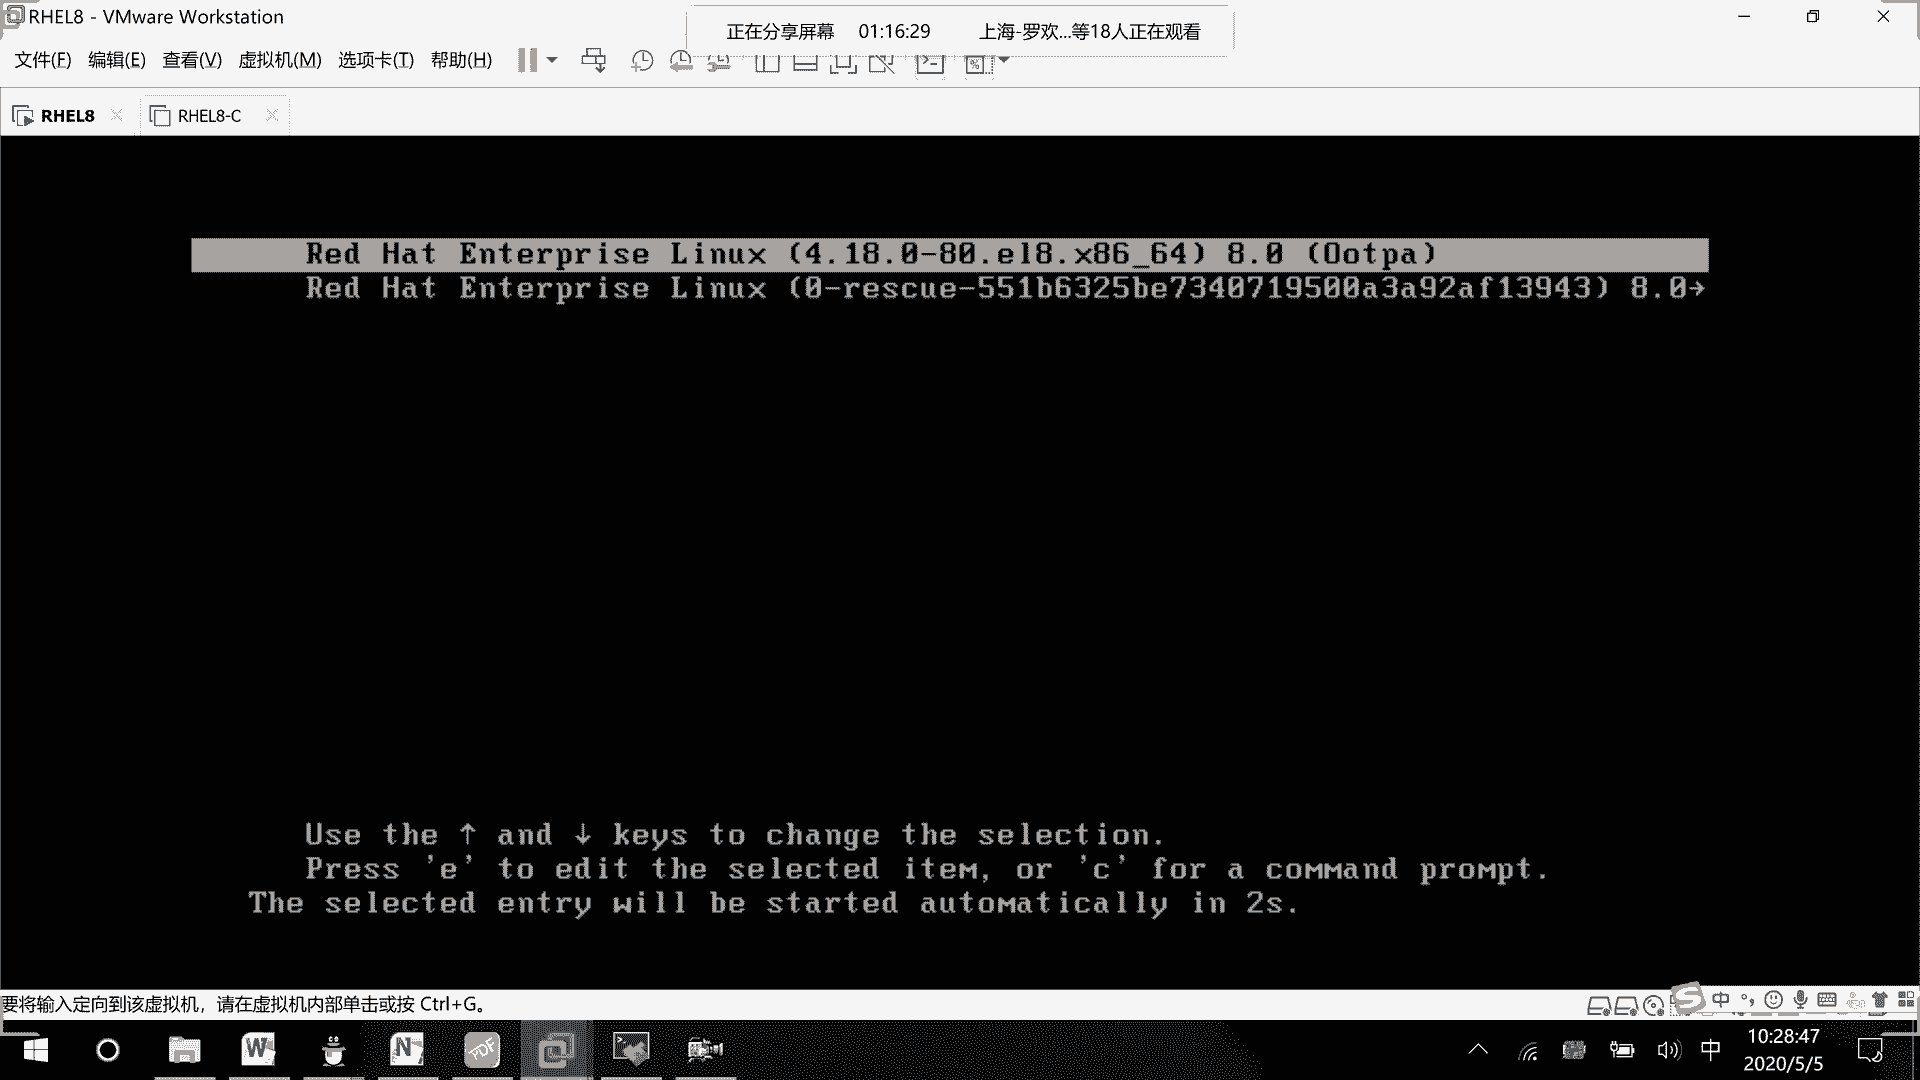 RHEL8 - VMware Workstation
正在分享屏幕 01:16:29 上海-罗欢...等18人正在观看
文件(F) 编辑(E) 查看(V) 虚拟机(M) 选项卡(T) 帮助(H)
RHEL8
RHEL8-C
Red Hat Enterprise Linux (4.18.0-80.el8.x86_64) 8.0 (Ootpa)
Red Hat Enterprise Linux (0-rescue-551b6325be7340719500a3a92af13943) 8.0→
Use the ↑ and ↓ keys to change the selection.
Press 'e' to edit the selected item, or 'c' for a command prompt.
The selected entry will be started automatically in 2s.
要将输入定向到该虚拟机，请在虚拟机内部单击或按 Ctrl+G。
中
W
N
PDF
中
10:28:47
2020/5/5